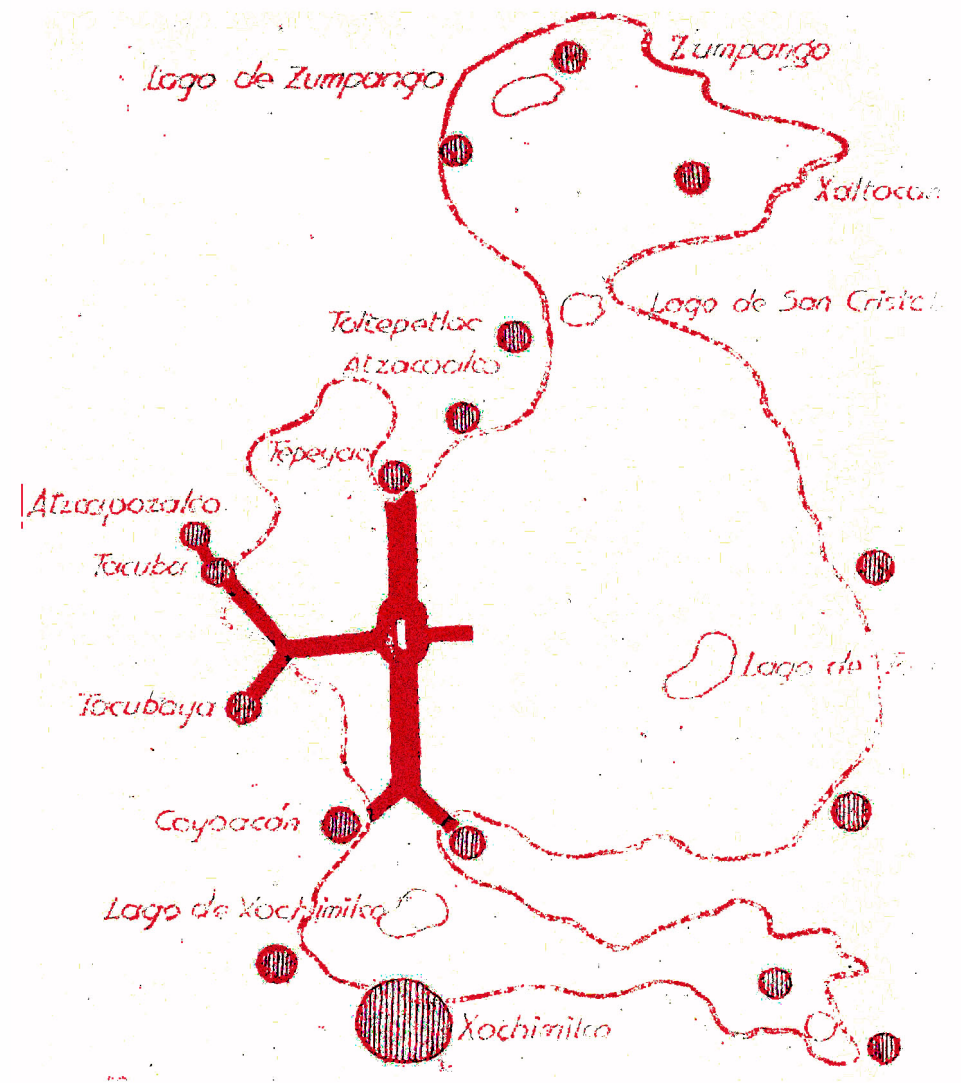 Zumpango
Lago de Zumpango
Xaltocan
Lago de San Cristob
Toltepetlac
Atzacoalco
Tepeyac
Atzcapozalco
Tacuba
Lago de
Tacubaya
Coyoacán
Lago de Xochimilco
Xochimilco